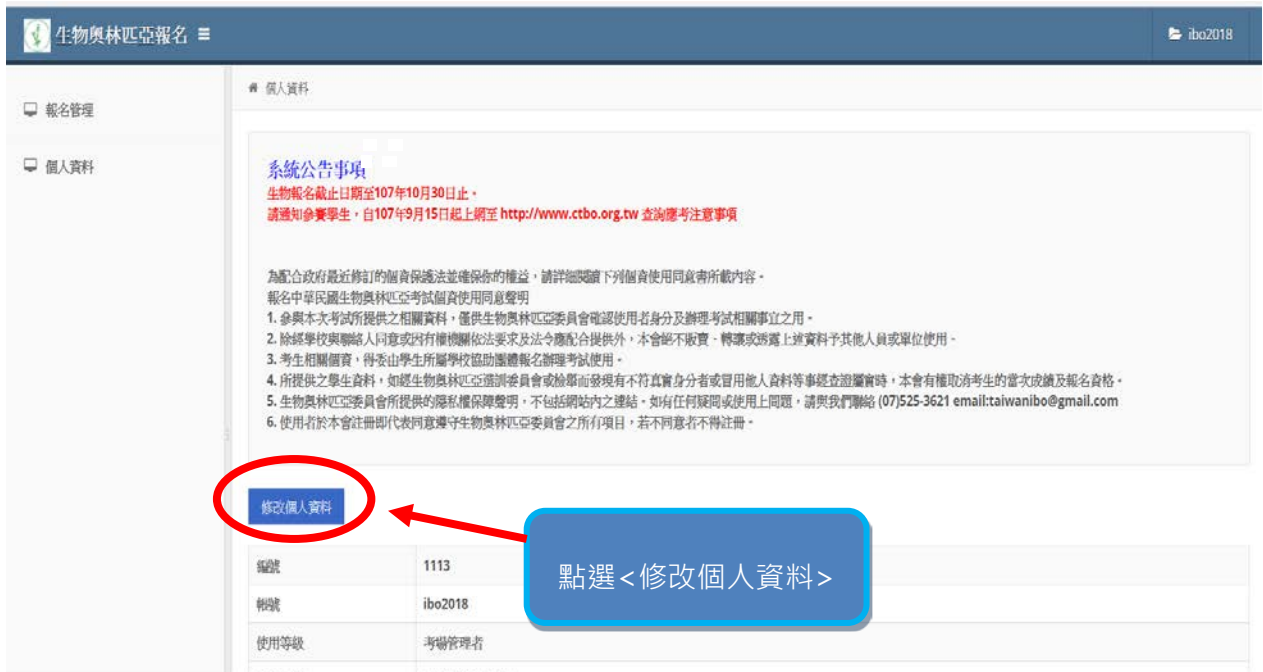 生物奧林匹亞報名
ibo2018
報名管理
個人資料
個人資料
系統公告事項
生物報名截止日期至107年10月30日止。
請通知參賽學生，自107年9月15日起上網至 http://www.ctbo.org.tw 查詢應考注意事項
為配合政府最近修訂的個資保護法並確保你的權益，請詳細閱讀下列個資使用同意書所載內容。
報名中華民國生物奧林匹亞考試個資使用同意聲明
1. 參與本次考試所提供之相關資料，僅供生物奧林匹亞委員會確認使用者身分及辦理考試相關事宜之用。
2. 除經學校與聯絡人同意或因有權機關依法要求及法令應配合提供外，本會絕不販賣、轉讓或透露上述資料予其他人員或單位使用。
3. 考生相關個資，得委由學生所屬學校協助團體報名辦理考試使用。
4. 所提供之學生資料，如經生物奧林匹亞選訓委員會或檢舉而發現有不符真實身分者或冒用他人資料等事經查證屬實時，本會有權取消考生的當次成績及報名資格。
5. 生物奧林匹亞委員會所提供的隱私權保障聲明，不包括網站內之連結。如有任何疑問或使用上問題，請與我們聯絡 (07)525-3621 email:taiwanibo@gmail.com
6. 使用者於本會註冊即代表同意遵守生物奧林匹亞委員會之所有項目，若不同意者不得註冊。
修改個人資料
點選<修改個人資料>
編號 1113
帳號 ibo2018
使用等級 考場管理者